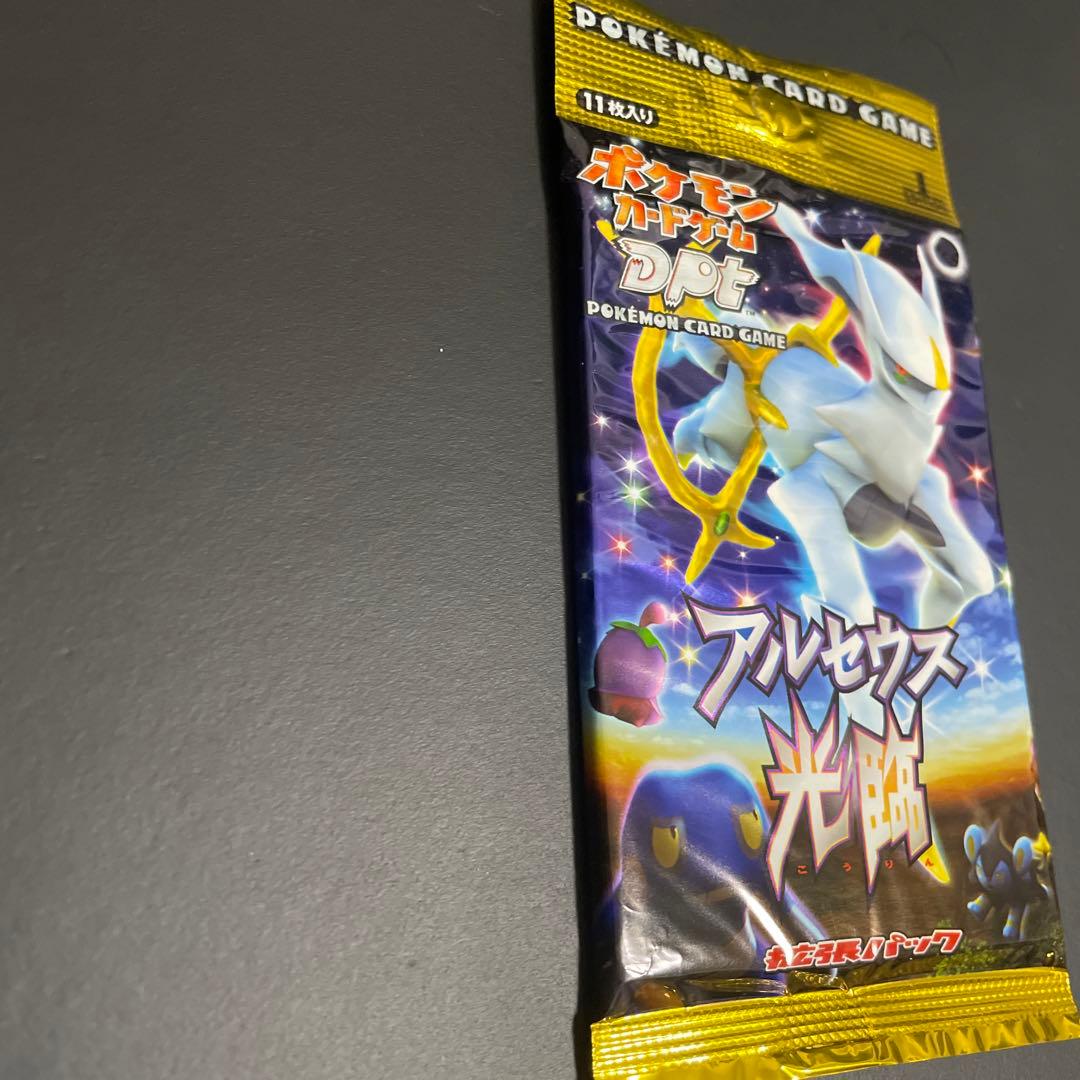 POKÉMON CARD GAME
11枚入り
1
ポケモン
カードゲーム
DPt
POKÉMON CARD GAME
アルセウス
光臨
こうりん
拡張パック